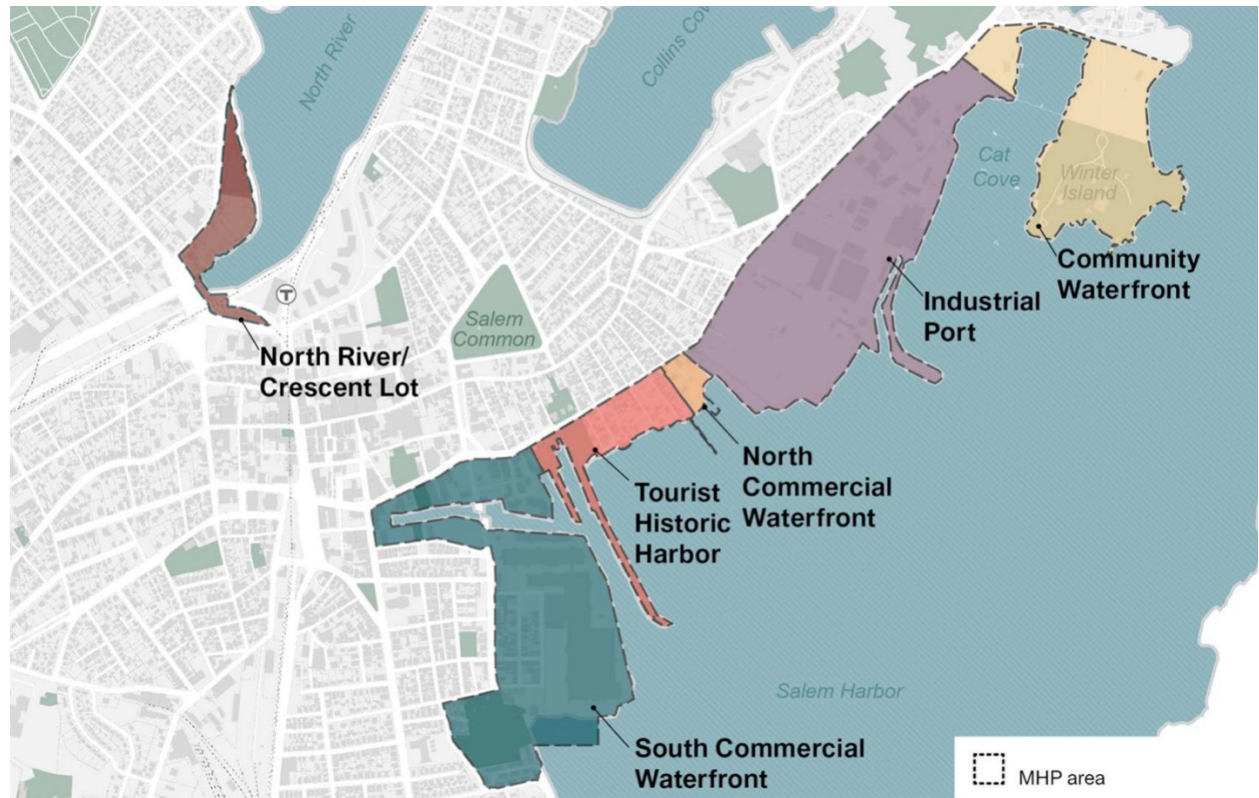 North River
Collins Cov
Cat
Cove
Winter
Island
Community
Waterfront
Industrial
Port
T
Salem
Common
North River/
Crescent Lot
North
Commercial
Waterfront
Tourist
Historic
Harbor
Salem Harbor
South Commercial
Waterfront
MHP area